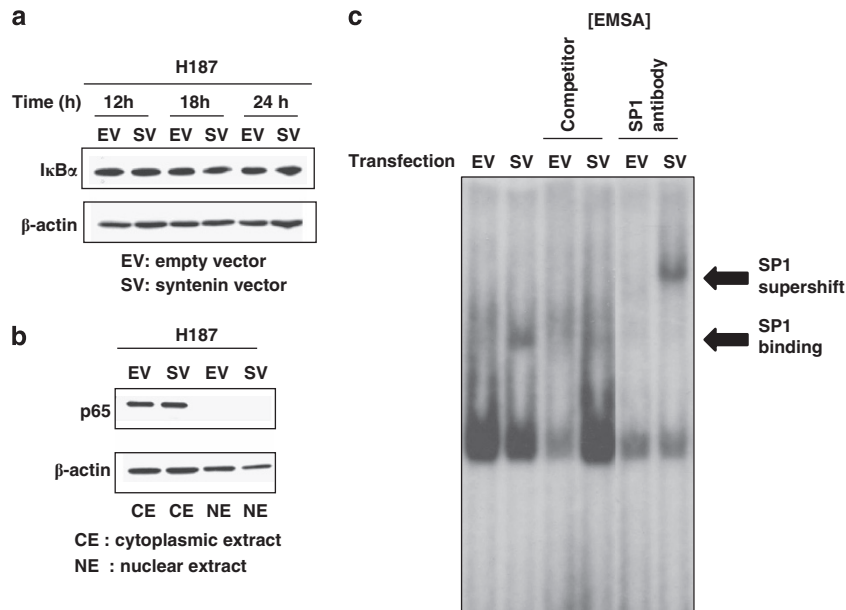 a
H187
Time (h) 12h 18h 24 h
EV SV EV SV EV SV
IκBα
β-actin
EV: empty vector
SV: syntenin vector
b
H187
EV SV EV SV
p65
β-actin
CE CE NE NE
CE : cytoplasmic extract
NE : nuclear extract
c
[EMSA]
Competitor
SP1
antibody
Transfection EV SV EV SV EV SV
SP1
supershift
SP1
binding